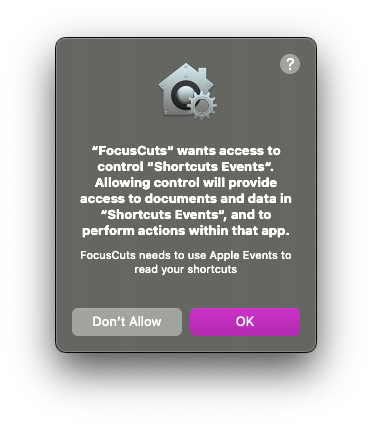 ?
“FocusCuts“ wants access to
control “Shortcuts Events“.
Allowing control will provide
access to documents and data in
“Shortcuts Events“, and to
perform actions within that app.
FocusCuts needs to use Apple Events to
read your shortcuts
Don’t Allow
OK